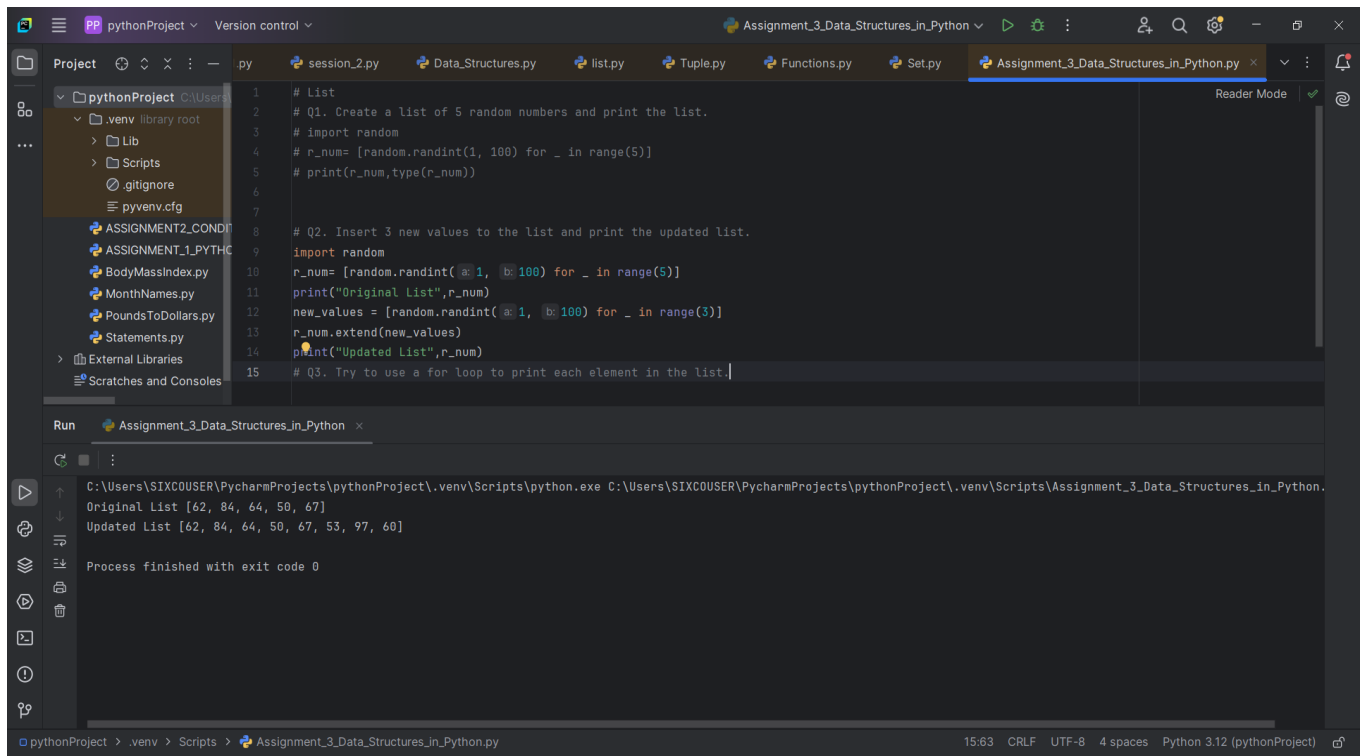 PC
PP pythonProject
Version control
Assignment_3_Data_Structures_in_Python
Project
.py
session_2.py
Data_Structures.py
list.py
Tuple.py
Functions.py
Set.py
Assignment_3_Data_Structures_in_Python.py
Reader Mode
pythonProject C:\Users\
.venv library root
Lib
Scripts
.gitignore
pyvenv.cfg
ASSIGNMENT2_CONDIT
ASSIGNMENT_1_PYTHO
BodyMassIndex.py
MonthNames.py
PoundsToDollars.py
Statements.py
External Libraries
Scratches and Consoles
1 # List
2 # Q1. Create a list of 5 random numbers and print the list.
3 # import random
4 # r_num= [random.randint(1, 100) for _ in range(5)]
5 # print(r_num,type(r_num))
6
7
8 # Q2. Insert 3 new values to the list and print the updated list.
9 import random
10 r_num= [random.randint( a: 1, b: 100) for _ in range(5)]
11 print("Original List",r_num)
12 new_values = [random.randint( a: 1, b: 100) for _ in range(3)]
13 r_num.extend(new_values)
14 print("Updated List",r_num)
15 # Q3. Try to use a for loop to print each element in the list.
Run Assignment_3_Data_Structures_in_Python
C:\Users\SIXCOUSER\PycharmProjects\pythonProject\.venv\Scripts\python.exe C:\Users\SIXCOUSER\PycharmProjects\pythonProject\.venv\Scripts\Assignment_3_Data_Structures_in_Python.
Original List [62, 84, 64, 50, 67]
Updated List [62, 84, 64, 50, 67, 53, 97, 60]
Process finished with exit code 0
pythonProject > .venv > Scripts > Assignment_3_Data_Structures_in_Python.py
15:63 CRLF UTF-8 4 spaces Python 3.12 (pythonProject)